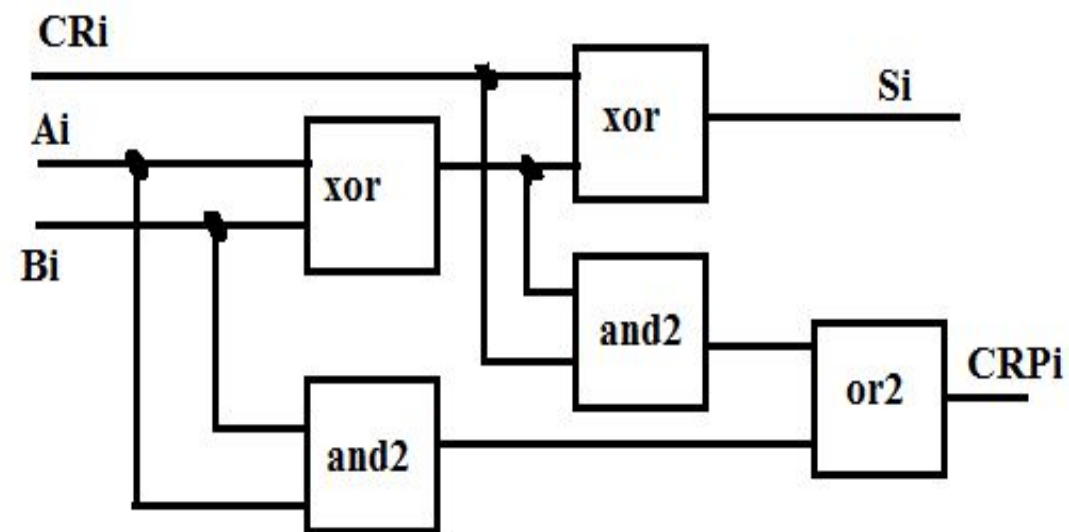 CRi
Ai
Bi
xor
xor
Si
and2
and2
or2
CRPi